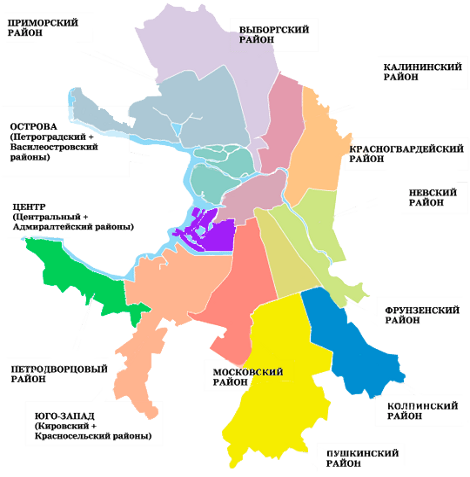 ПРИМОРСКИЙ
РАЙОН
ВЫБОРГСКИЙ
РАЙОН
КАЛИНИНСКИЙ
РАЙОН
ОСТРОВА
(Петроградский +
Василеостровский
районы)
КРАСНОГВАРДЕЙСКИЙ
РАЙОН
НЕВСКИЙ
РАЙОН
ЦЕНТР
(Центральный +
Адмиралтейский районы)
ФРУНЗЕНСКИЙ
РАЙОН
ПЕТРОДВОРЦОВЫЙ
РАЙОН
МОСКОВСКИЙ
РАЙОН
ЮГО-ЗАПАД
(Кировский +
Красносельский районы)
КОЛПИНСКИЙ
РАЙОН
ПУШКИНСКИЙ
РАЙОН